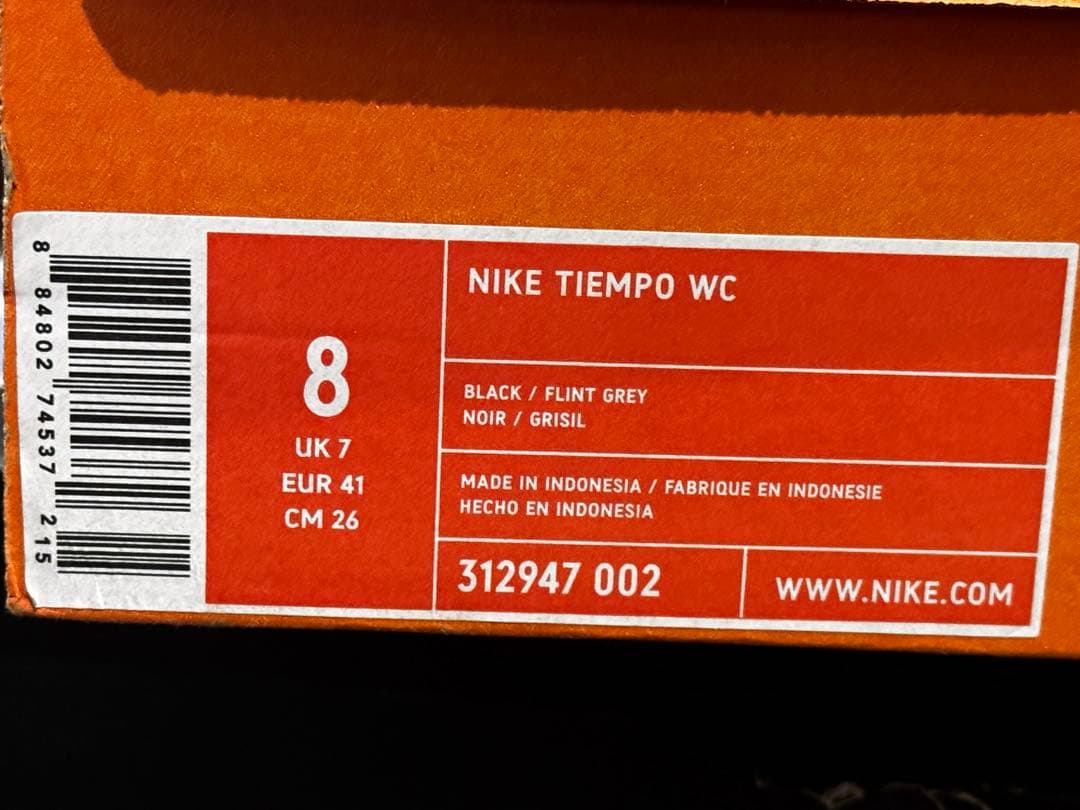 8 84802 74537 2 15
8
UK 7
EUR 41
CM 26
NIKE TIEMPO WC
BLACK / FLINT GREY
NOIR / GRISIL
MADE IN INDONESIA / FABRIQUE EN INDONESIE
HECHO EN INDONESIA
312947 002
WWW.NIKE.COM